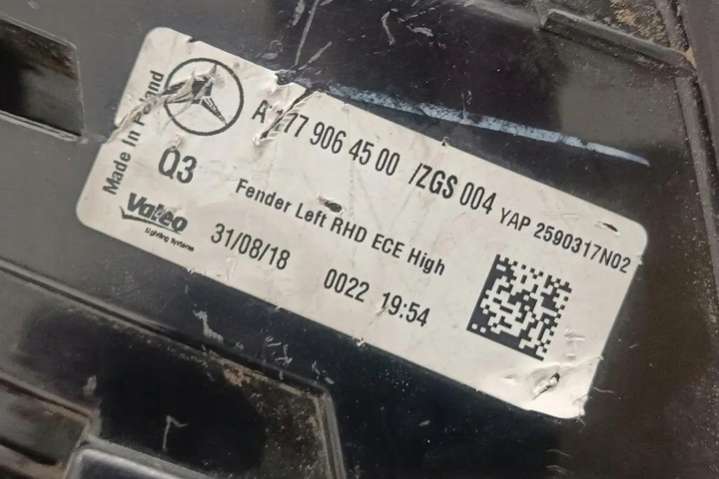 Made In Poland
A 177 906 45 00 /ZGS 004 YAP 2590317N02
Q3
Fender Left RHD ECE High
Valeo
lighting systems
31/08/18
0022 19:54